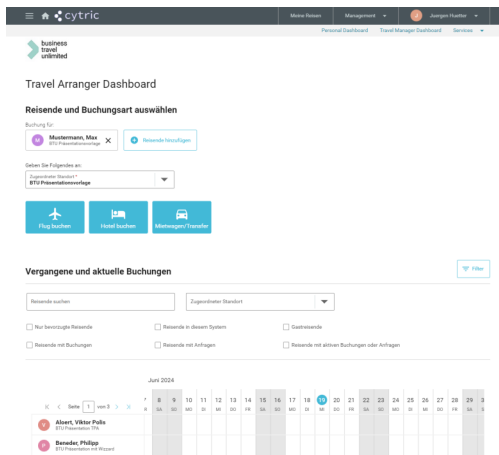 cytric
Meine Reisen
Management
J
Juergen Huetter
Personal Dashboard
Travel Manager Dashboard
Services
business
travel
unlimited
Travel Arranger Dashboard
Reisende und Buchungsart auswählen
Buchung für
M
Mustermann, Max
BTU Präsentationsvorlage
Reisende hinzufügen
Geben Sie Folgendes an:
Zugeordneter Standort *
BTU Präsentationsvorlage
Flug buchen
Hotel buchen
Mietwagen/Transfer
Vergangene und aktuelle Buchungen
Filter
Reisende suchen
Zugeordneter Standort
Nur bevorzugte Reisende
Reisende in diesem System
Gastreisende
Reisende mit Buchungen
Reisende mit Anfragen
Reisende mit aktiven Buchungen oder Anfragen
Juni 2024
8 9 10 11 12 13 14 15 16 17 18 19 20 21 22 23 24 25 26 27 28 29
Seite 1 von 3
SA SO MO DI MI DO FR SA SO MO DI MI DO FR SA SO MO DI MI DO FR SA
V
Aloert, Viktor Polis
BTU Präsentation TPA
P
Beneder, Philipp
BTU Präsentation mit Wizzard